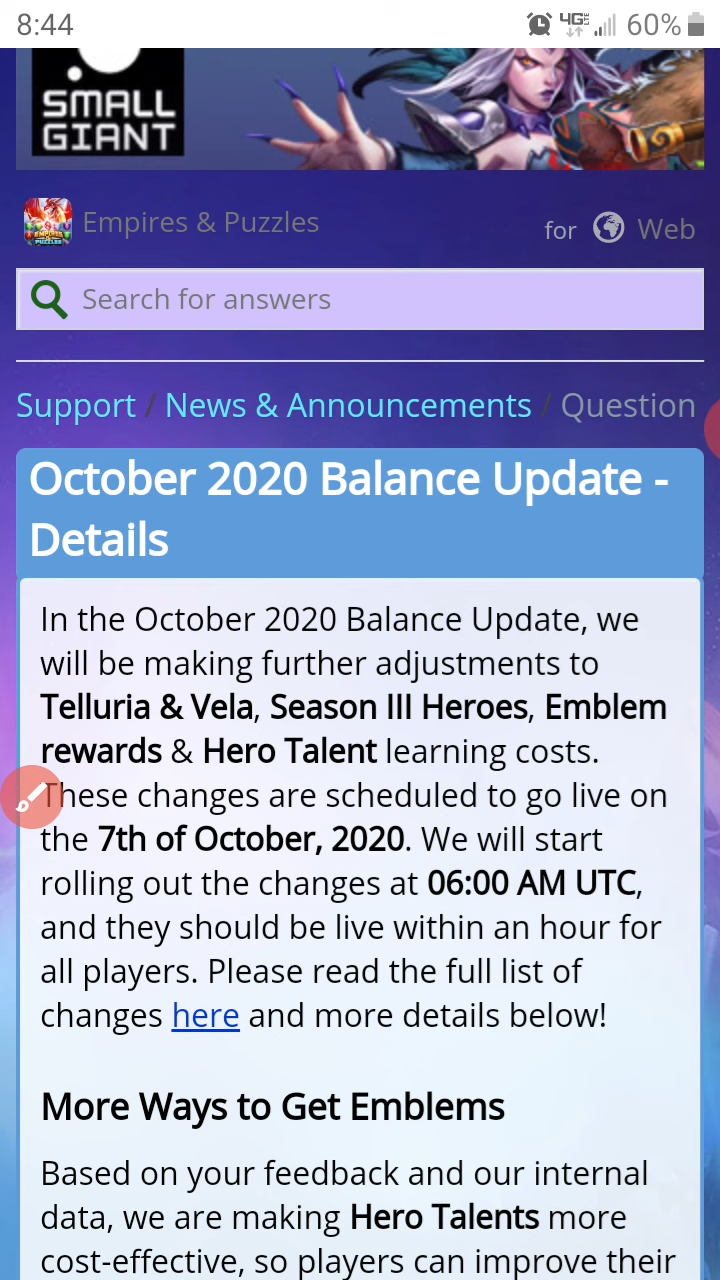 8:44
4G LTE 60%
SMALL
GIANT
EMPIRES
PUZZLES
Empires & Puzzles
for Web
Search for answers
Support / News & Announcements / Question
October 2020 Balance Update -
Details
In the October 2020 Balance Update, we
will be making further adjustments to
Telluria & Vela, Season III Heroes, Emblem
rewards & Hero Talent learning costs.
These changes are scheduled to go live on
the 7th of October, 2020. We will start
rolling out the changes at 06:00 AM UTC,
and they should be live within an hour for
all players. Please read the full list of
changes here and more details below!
More Ways to Get Emblems
Based on your feedback and our internal
data, we are making Hero Talents more
cost-effective, so players can improve their